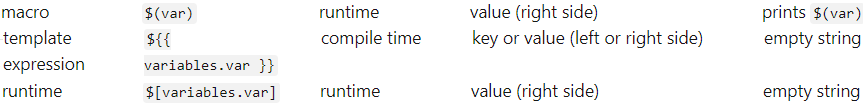 macro $(var) runtime value (right side) prints $(var)
template ${{ compile time key or value (left or right side) empty string
expression variables.var }}
runtime $[variables.var] runtime value (right side) empty string